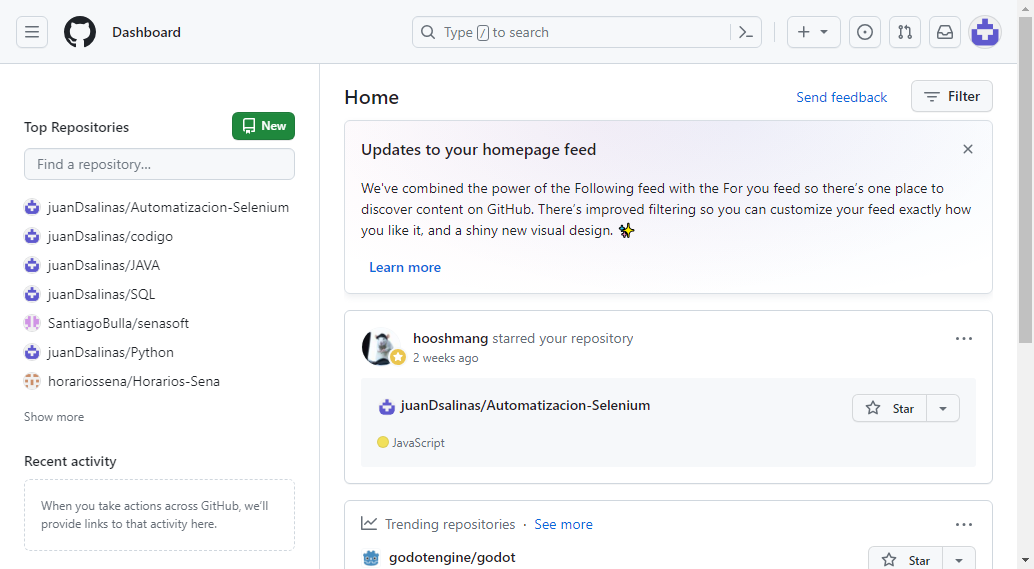 Dashboard
Type / to search
Top Repositories
New
Find a repository...
juanDsalinas/Automatizacion-Selenium
juanDsalinas/codigo
juanDsalinas/JAVA
juanDsalinas/SQL
SantiagoBulla/senasoft
juanDsalinas/Python
horariossena/Horarios-Sena
Show more
Recent activity
When you take actions across GitHub, we'll
provide links to that activity here.
Home
Send feedback
Filter
Updates to your homepage feed
We've combined the power of the Following feed with the For you feed so there's one place to
discover content on GitHub. There's improved filtering so you can customize your feed exactly how
you like it, and a shiny new visual design. ✨
Learn more
hooshmang starred your repository
2 weeks ago
juanDsalinas/Automatizacion-Selenium
Star
JavaScript
Trending repositories · See more
godotengine/godot
Star